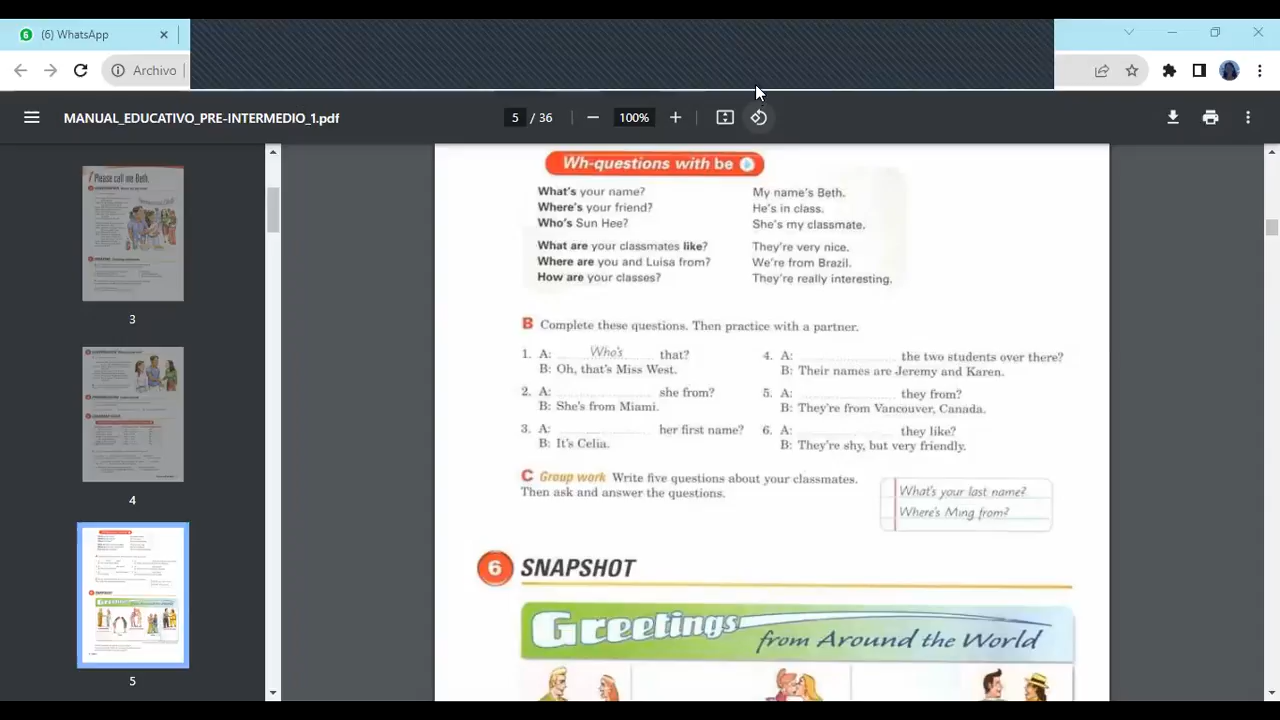 (6) WhatsApp
Archivo
MANUAL_EDUCATIVO_PRE-INTERMEDIO_1.pdf
5 / 36
100%
Please call me Beth.
3
4
SNAPSHOT
Greetings
5
Wh-questions with be
What's your name? My name's Beth.
Where's your friend? He's in class.
Who's Sun Hee? She's my classmate.
What are your classmates like? They're very nice.
Where are you and Luisa from? We're from Brazil.
How are your classes? They're really interesting.
B Complete these questions. Then practice with a partner.
1. A: Who's that?
B: Oh, that's Miss West.
2. A: she from?
B: She's from Miami.
3. A: her first name?
B: It's Celia.
4. A: the two students over there?
B: Their names are Jeremy and Karen.
5. A: they from?
B: They're from Vancouver, Canada.
6. A: they like?
B: They're shy, but very friendly.
C Group work Write five questions about your classmates.
Then ask and answer the questions.
What's your last name?
Where's Ming from?
6 SNAPSHOT
Greetings
from Around the World